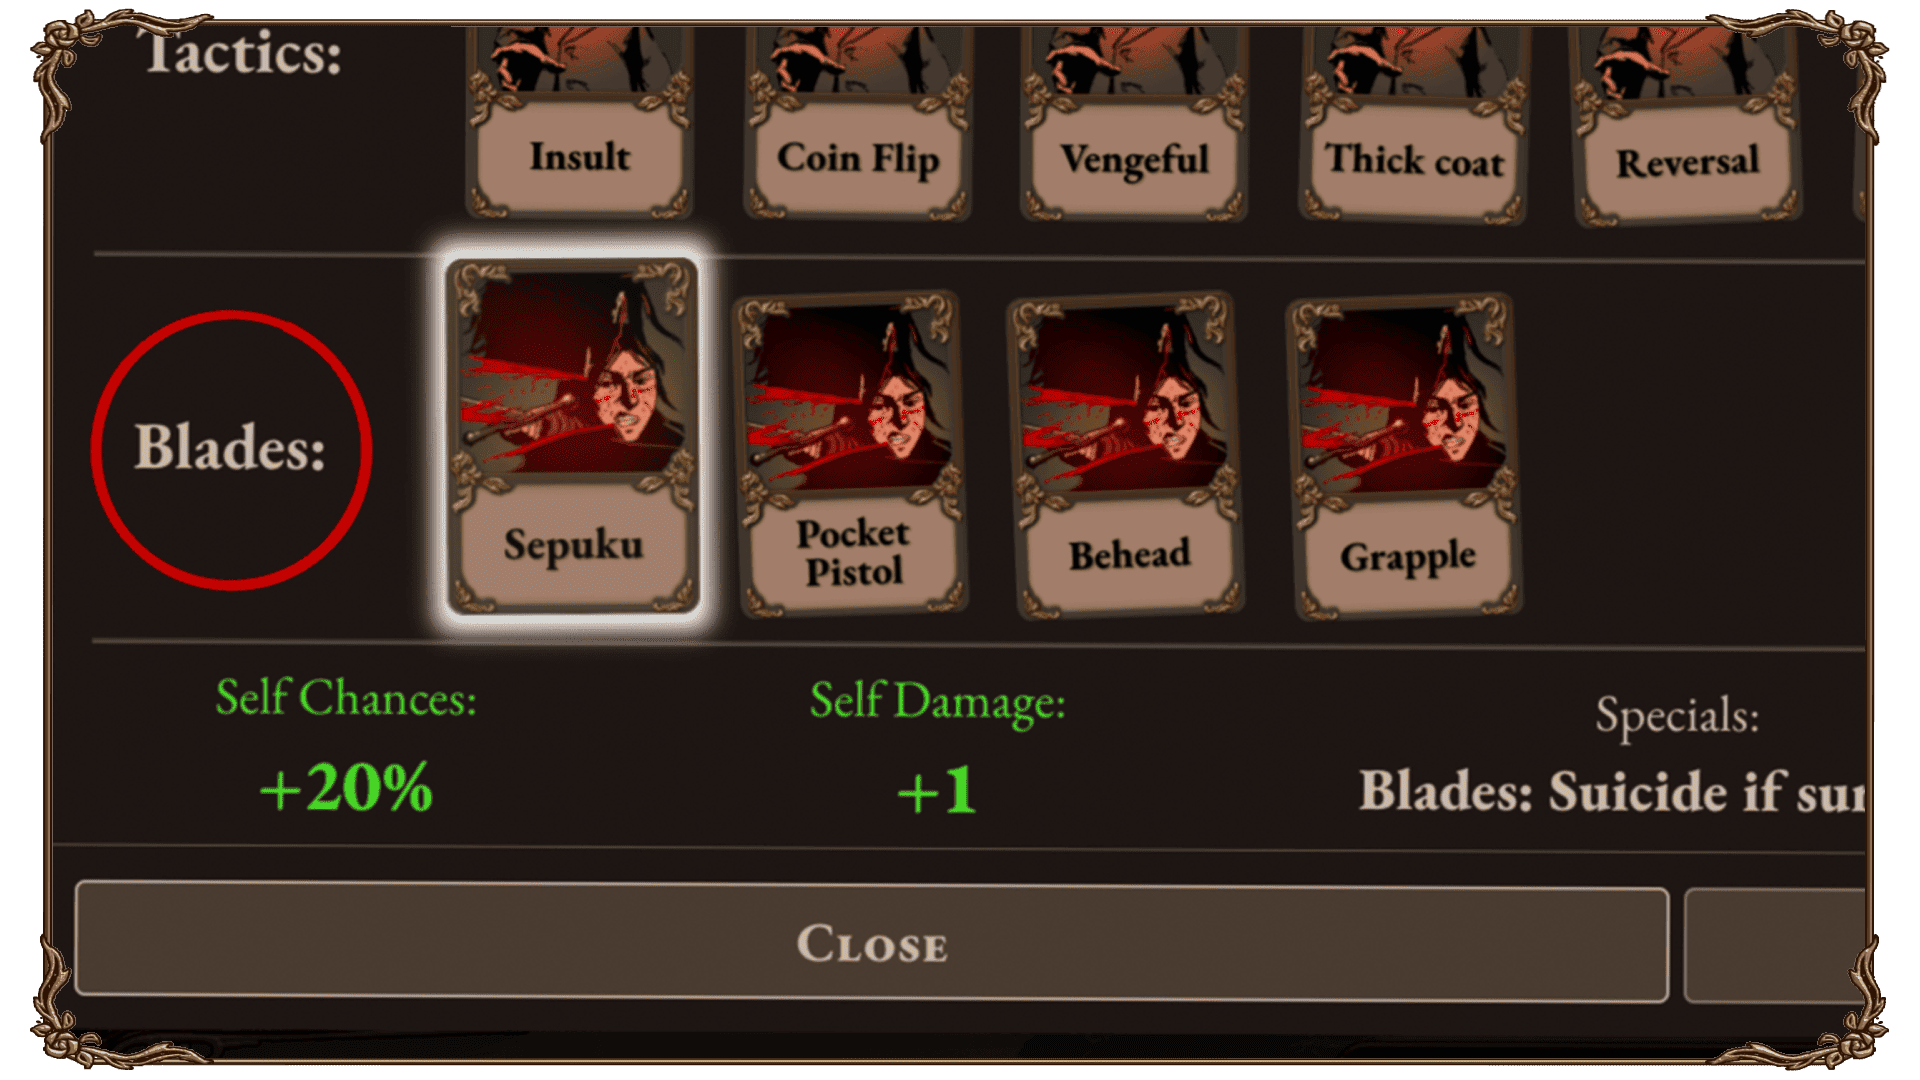 Tactics:
Insult
Coin Flip
Vengeful
Thick coat
Reversal
Blades:
Sepuku
Pocket
Pistol
Behead
Grapple
Self Chances:
+20%
Self Damage:
+1
Specials:
Blades: Suicide if sur
CLOSE